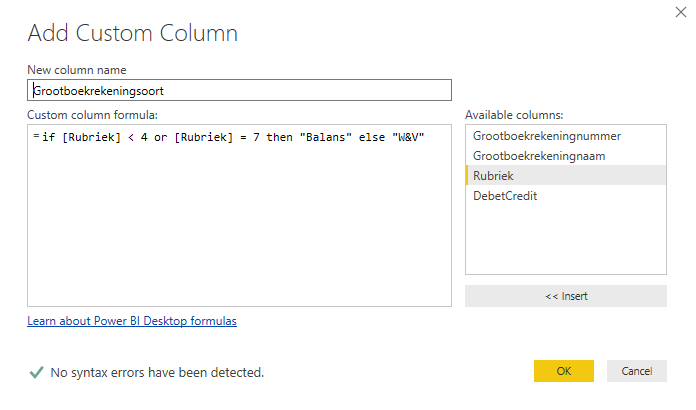 Add Custom Column
New column name
Grootboekrekeningsoort
Custom column formula:
=if [Rubriek] < 4 or [Rubriek] = 7 then "Balans" else "W&V"
Available columns:
Grootboekrekeningnummer
Grootboekrekeningnaam
Rubriek
DebetCredit
<< Insert
Learn about Power BI Desktop formulas
No syntax errors have been detected.
OK
Cancel